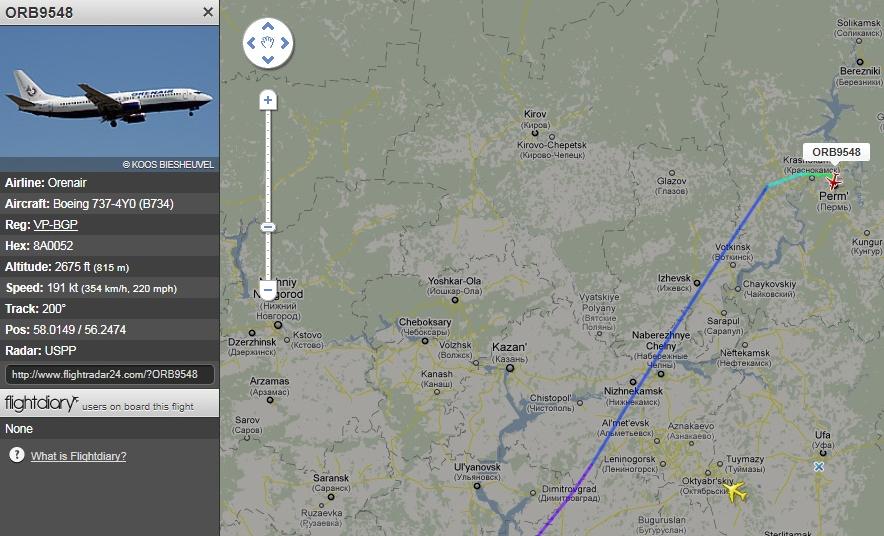 ORB9548
ORENAIR
© KOOS BIESHEUVEL
Airline: Orenair
Aircraft: Boeing 737-4Y0 (B734)
Reg: VP-BGP
Hex: 8A0052
Altitude: 2675 ft (815 m)
Speed: 191 kt (354 km/h, 220 mph)
Track: 200°
Pos: 58.0149 / 56.2474
Radar: USPP
http://www.flightradar24.com/?ORB9548
flightdiary users on board this flight
None
? What is Flightdiary?
Solikamsk
(Соликамск)
Berezniki
(Березники)
Kirov
(Киров)
Kirovo-Chepetsk
(Кирово-Чепецк)
ORB9548
(Краснокамск)
Glazov
(Глазов)
Perm'
(Пермь)
Kungur
(Кунгур)
Votkinsk
(Воткинск)
Izhevsk
(Ижевск)
Chaykovskiy
(Чайковский)
Yoshkar-Ola
(Йошкар-Ола)
Vyatskiye
Polyany
(Вятские
Поляны)
Sarapul
(Сарапул)
Nizhniy
Novgorod
(Нижний
Новгород)
Kstovo
(Кстово)
Dzerzhinsk
(Дзержинск)
Cheboksary
(Чебоксары)
Volzhsk
(Волжск)
Kazan'
(Казань)
Naberezhnye
Chelny
(Набережные
Челны)
Neftekamsk
(Нефтекамск)
Kanash
(Канаш)
Arzamas
(Арзамас)
Nizhnekamsk
(Нижнекамск)
Chistopol'
(Чистополь)
Sarov
(Саров)
Al'met'evsk
(Альметьевск)
Aznakaevo
(Азнакаево)
Ufa
(Уфа)
Leninogorsk
(Лениногорск)
Tuymazy
(Туймазы)
Ul'yanovsk
(Ульяновск)
Oktyabr'skiy
(Октябрьский)
Saransk
(Саранск)
Dimitrovgrad
(Димитровград)
Ruzaevka
(Рузаевка)
Buguruslan
(Бугуруслан)
Sterlitamak